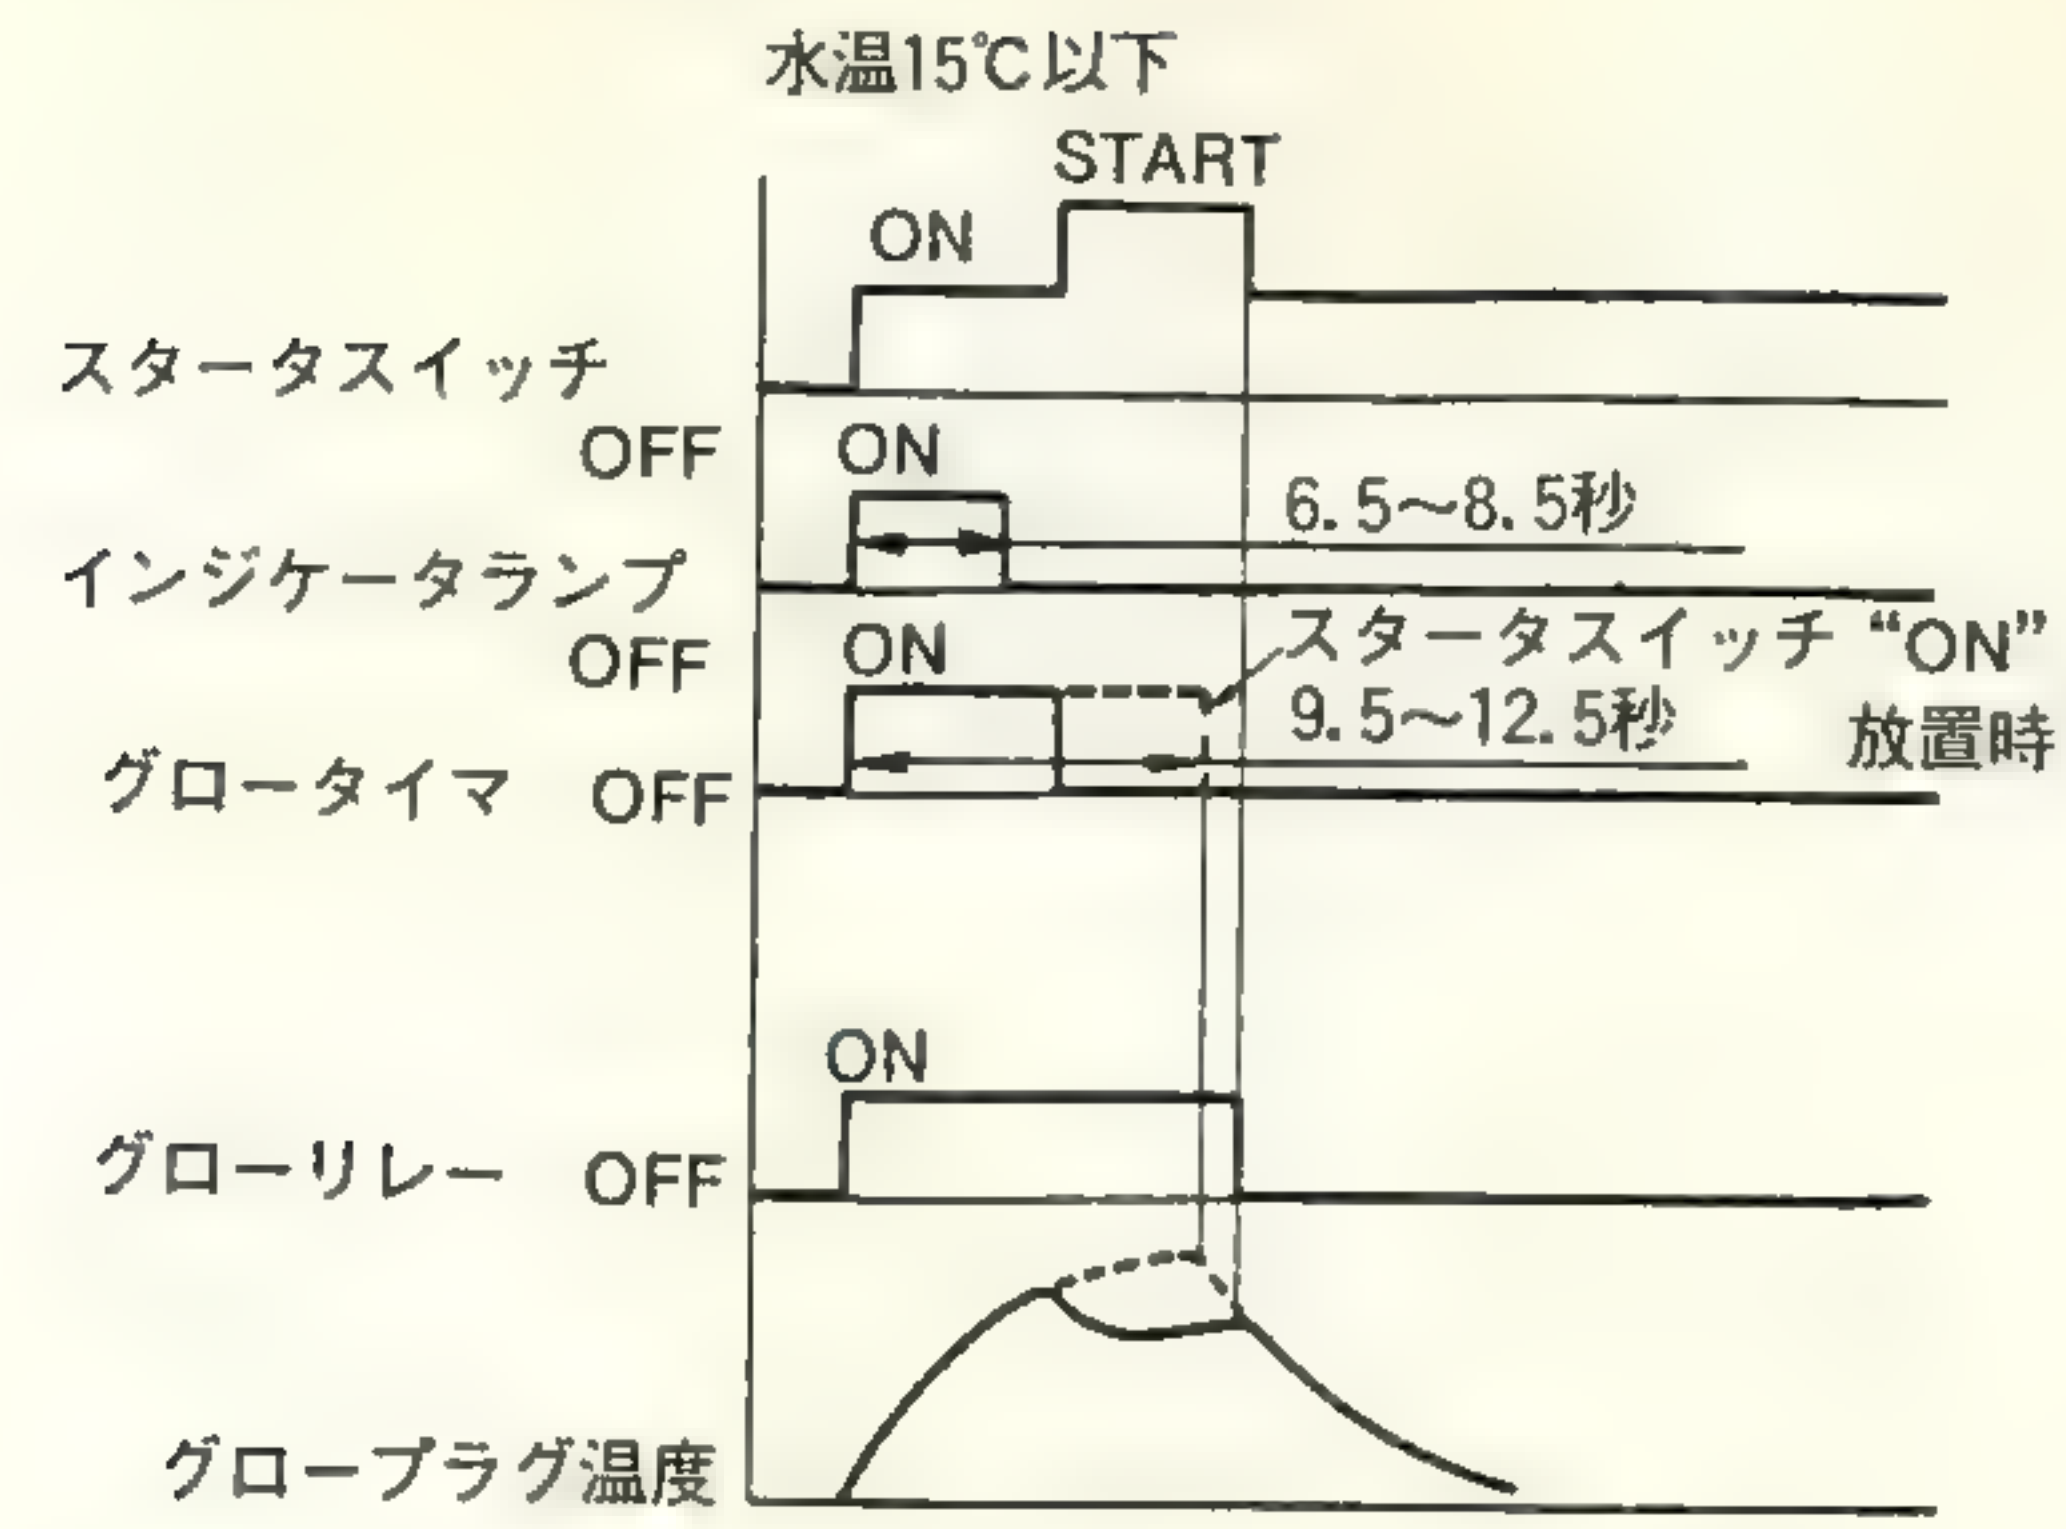 水温15℃以下
START
ON
スタータスイッチ
OFF
ON
6.5〜8.5秒
インジケータランプ
OFF
ON
スタータスイッチ “ON”
放置時
9.5〜12.5秒
グロータイマ OFF
ON
グローリレー OFF
グロープラグ温度